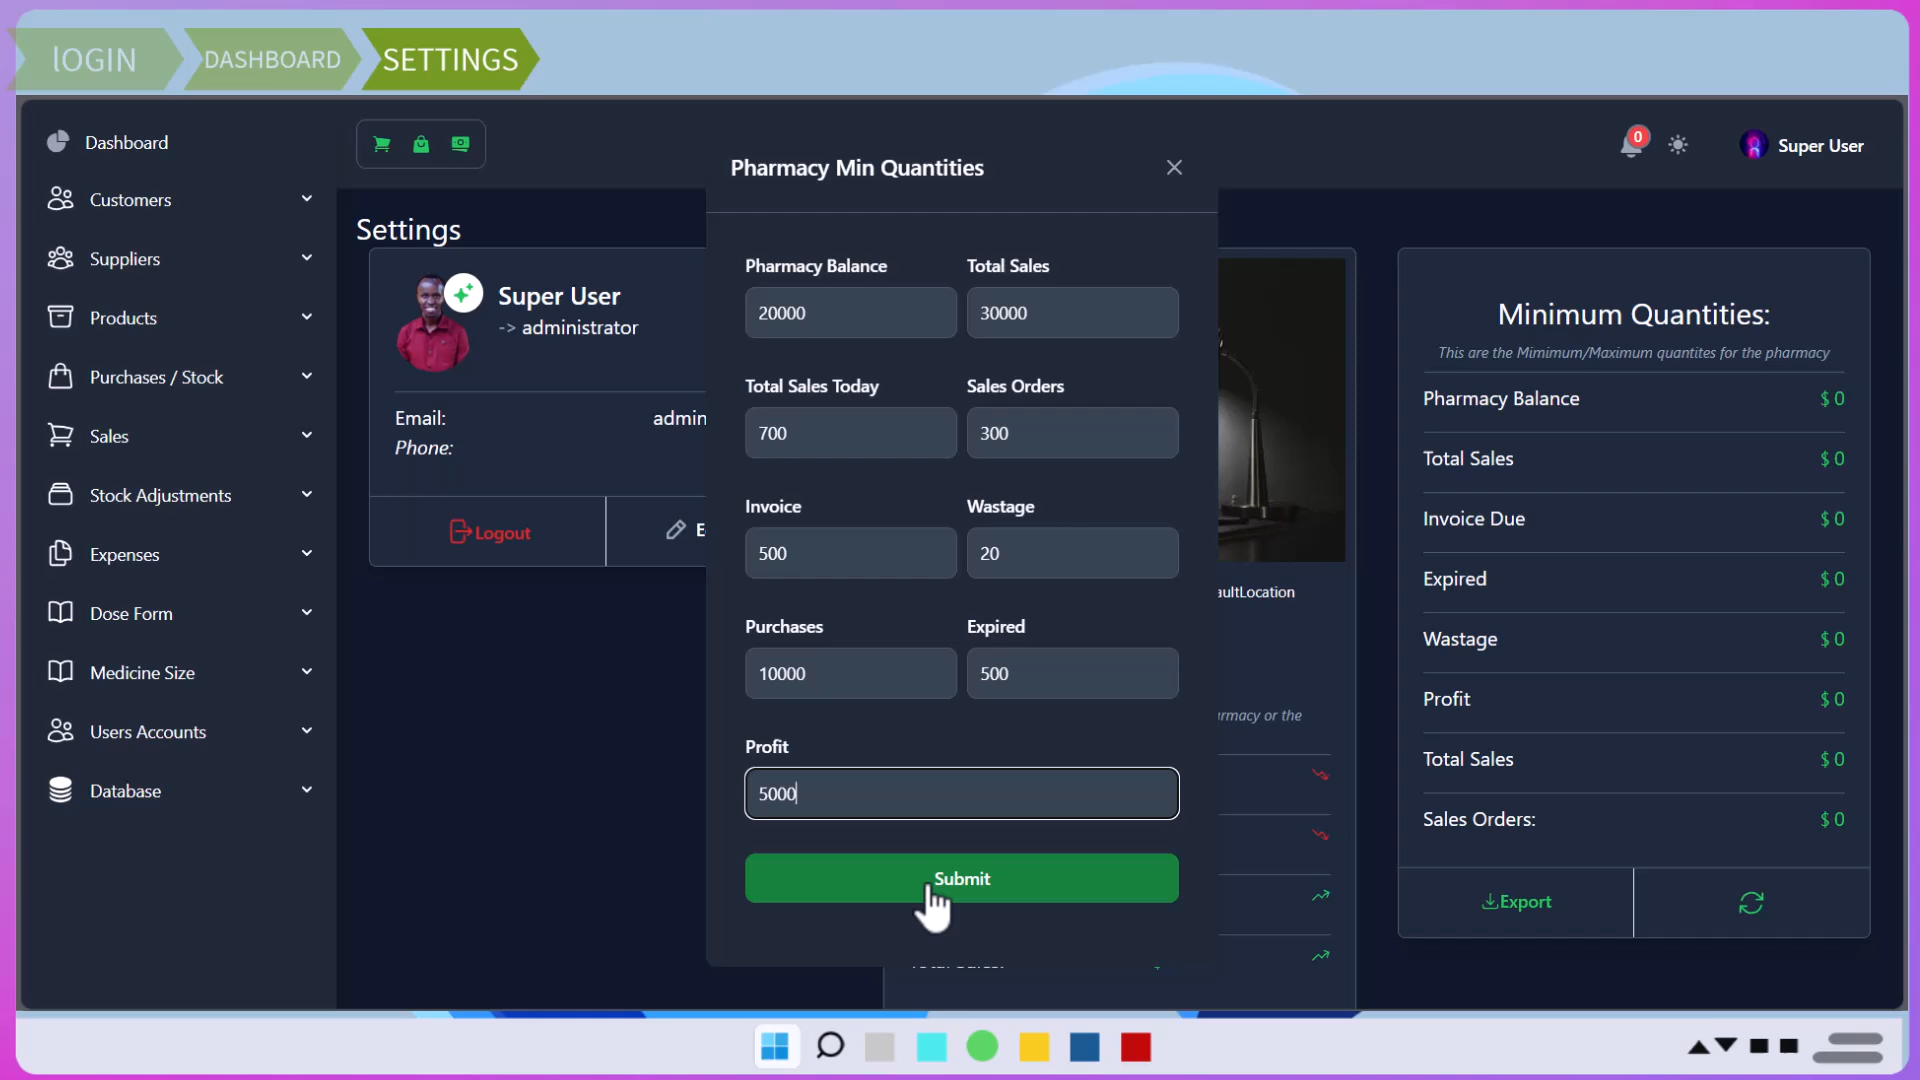 lOGIN
DASHBOARD
SETTINGS
Dashboard
Customers
Suppliers
Products
Purchases / Stock
Sales
Stock Adjustments
Expenses
Dose Form
Medicine Size
Users Accounts
Database
0
Super User
Settings
Super User
-> administrator
Email:
admin
Phone:
Logout
Pharmacy Min Quantities
Pharmacy Balance
Total Sales
20000
30000
Total Sales Today
Sales Orders
700
300
Invoice
Wastage
500
20
Purchases
Expired
10000
500
Profit
5000
Submit
aultLocation
rmacy or the
Minimum Quantities:
This are the Mimimum/Maximum quantites for the pharmacy
Pharmacy Balance $ 0
Total Sales $ 0
Invoice Due $ 0
Expired $ 0
Wastage $ 0
Profit $ 0
Total Sales $ 0
Sales Orders: $ 0
Export